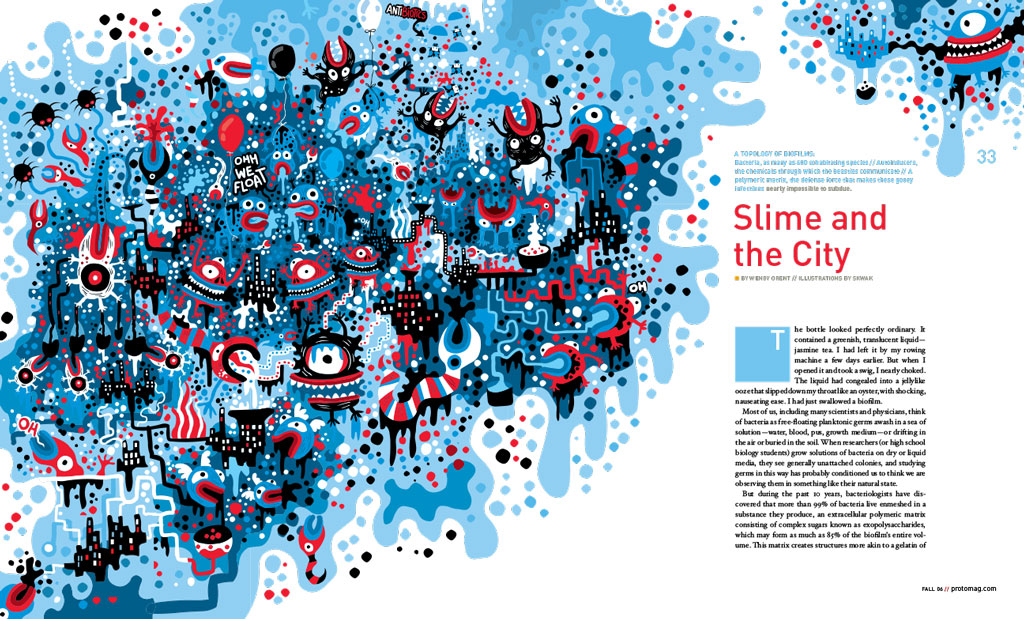 ANTIBIOTICS
OHH
WE
FLOAT
OH
OH
33
A TOPOLOGY OF BIOFILMS:
Bacteria, as many as 500 cohabitating species // Autoinducers,
the chemicals through which the beasties communicate // A
polymeric matrix, the defense force that makes these gooey
infections nearly impossible to subdue.
Slime and
the City
BY WENDY ORENT // ILLUSTRATIONS BY SKWAK
The bottle looked perfectly ordinary. It
contained a greenish, translucent liquid—
jasmine tea. I had left it by my rowing
machine a few days earlier. But when I
opened it and took a swig, I nearly choked.
The liquid had congealed into a jellylike
ooze that slipped down my throat like an oyster, with shocking,
nauseating ease. I had just swallowed a biofilm.
Most of us, including many scientists and physicians, think
of bacteria as free-floating planktonic germs awash in a sea of
solution—water, blood, pus, growth medium—or drifting in
the air or buried in the soil. When researchers (or high school
biology students) grow solutions of bacteria on dry or liquid
media, they see generally unattached colonies, and studying
germs in this way has probably conditioned us to think we are
observing them in something like their natural state.
But during the past 10 years, bacteriologists have dis-
covered that more than 99% of bacteria live enmeshed in a
substance they produce, an extracellular polymeric matrix
consisting of complex sugars known as exopolysaccharides,
which may form as much as 85% of the biofilm's entire vol-
ume. This matrix creates structures more akin to a gelatin of
FALL 06 // protomag.com